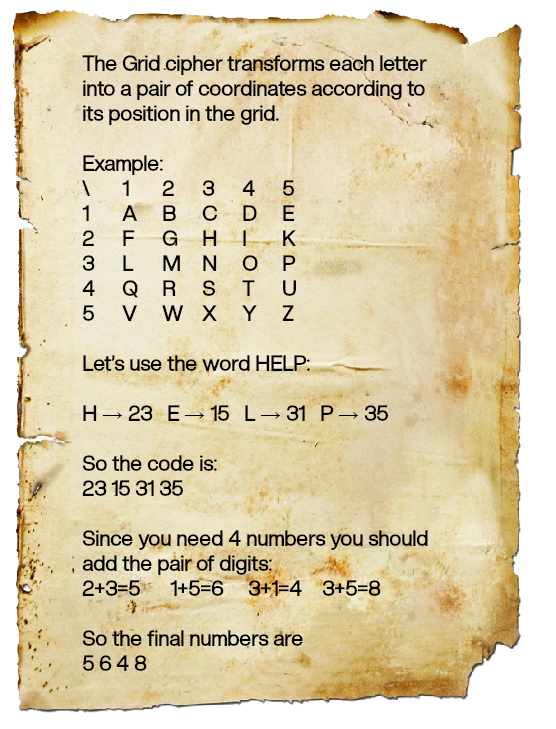 The Grid cipher transforms each letter
into a pair of coordinates according to
its position in the grid.
Example:
\ 1 2 3 4 5
1 A B C D E
2 F G H I K
3 L M N O P
4 Q R S T U
5 V W X Y Z
Let's use the word HELP:
H → 23 E → 15 L → 31 P → 35
So the code is:
23 15 31 35
Since you need 4 numbers you should
add the pair of digits:
2+3=5 1+5=6 3+1=4 3+5=8
So the final numbers are
5 6 4 8